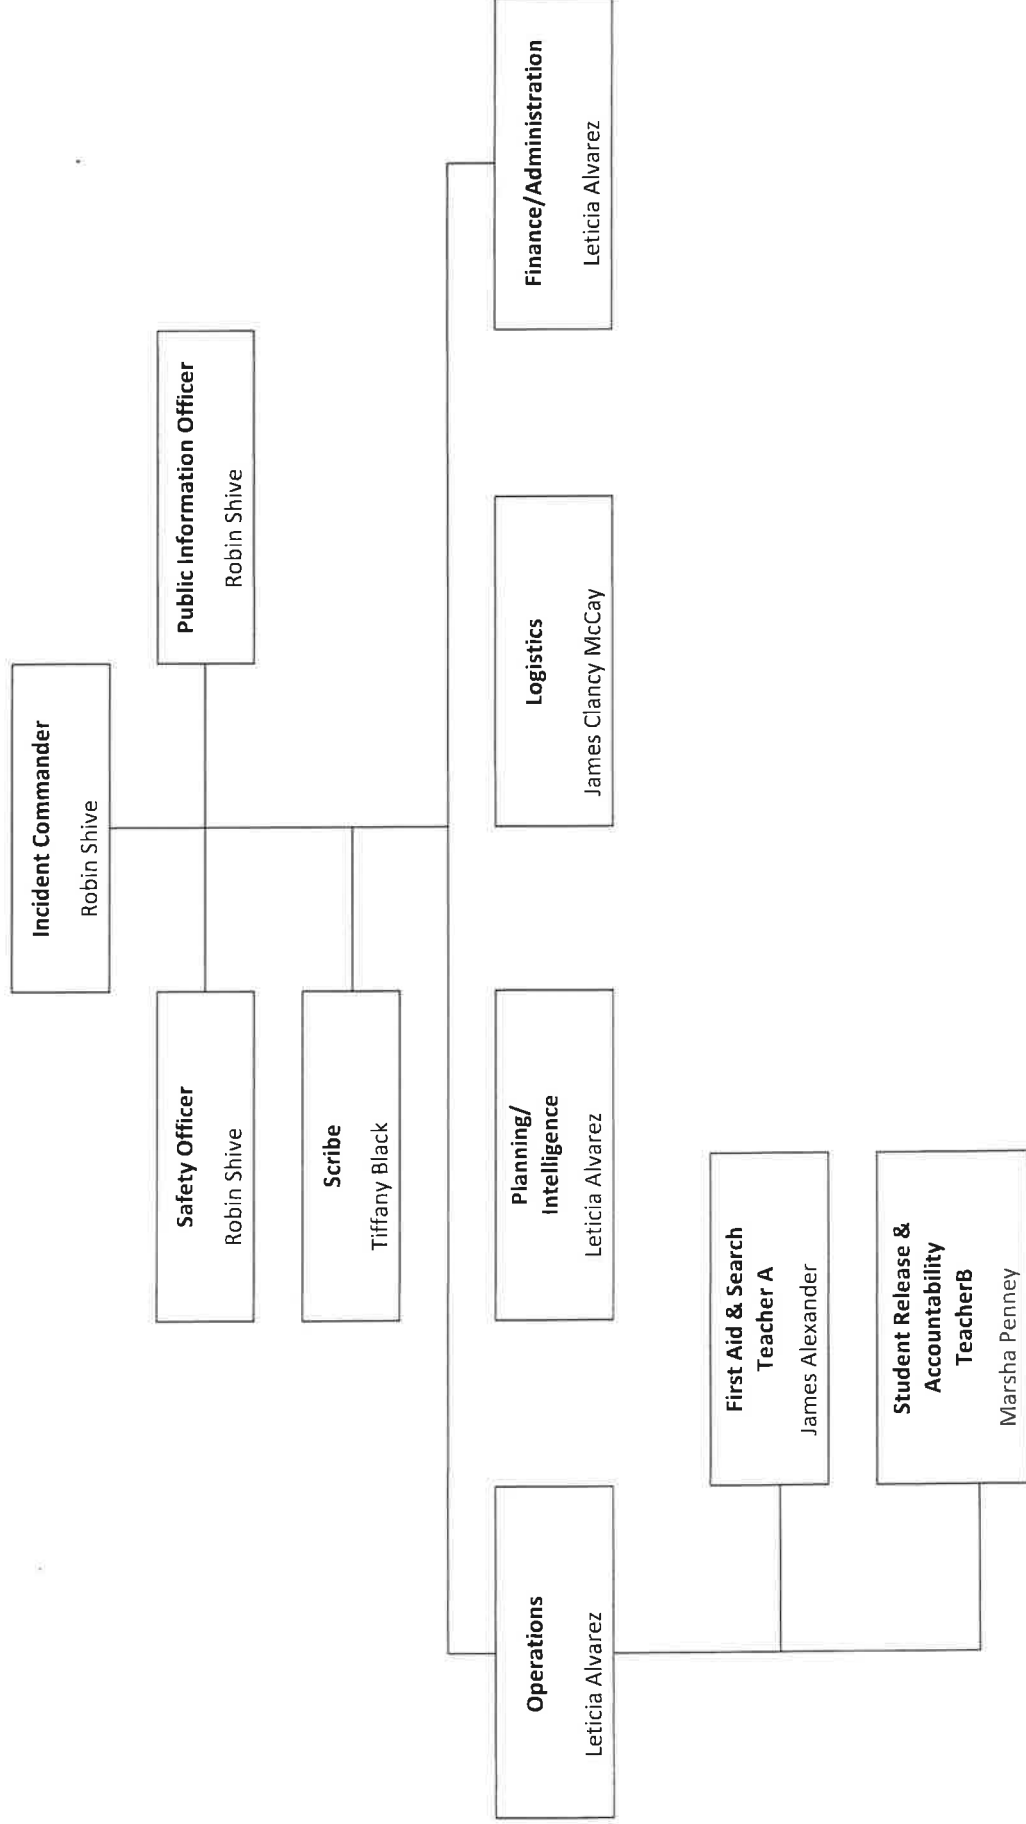 Incident Commander
Robin Shive
Safety Officer
Robin Shive
Public Information Officer
Robin Shive
Scribe
Tiffany Black
Operations
Leticia Alvarez
Planning/
Intelligence
Leticia Alvarez
Logistics
James Clancy McCay
Finance/Administration
Leticia Alvarez
First Aid & Search
Teacher A
James Alexander
Student Release &
Accountability
TeacherB
Marsha Penney